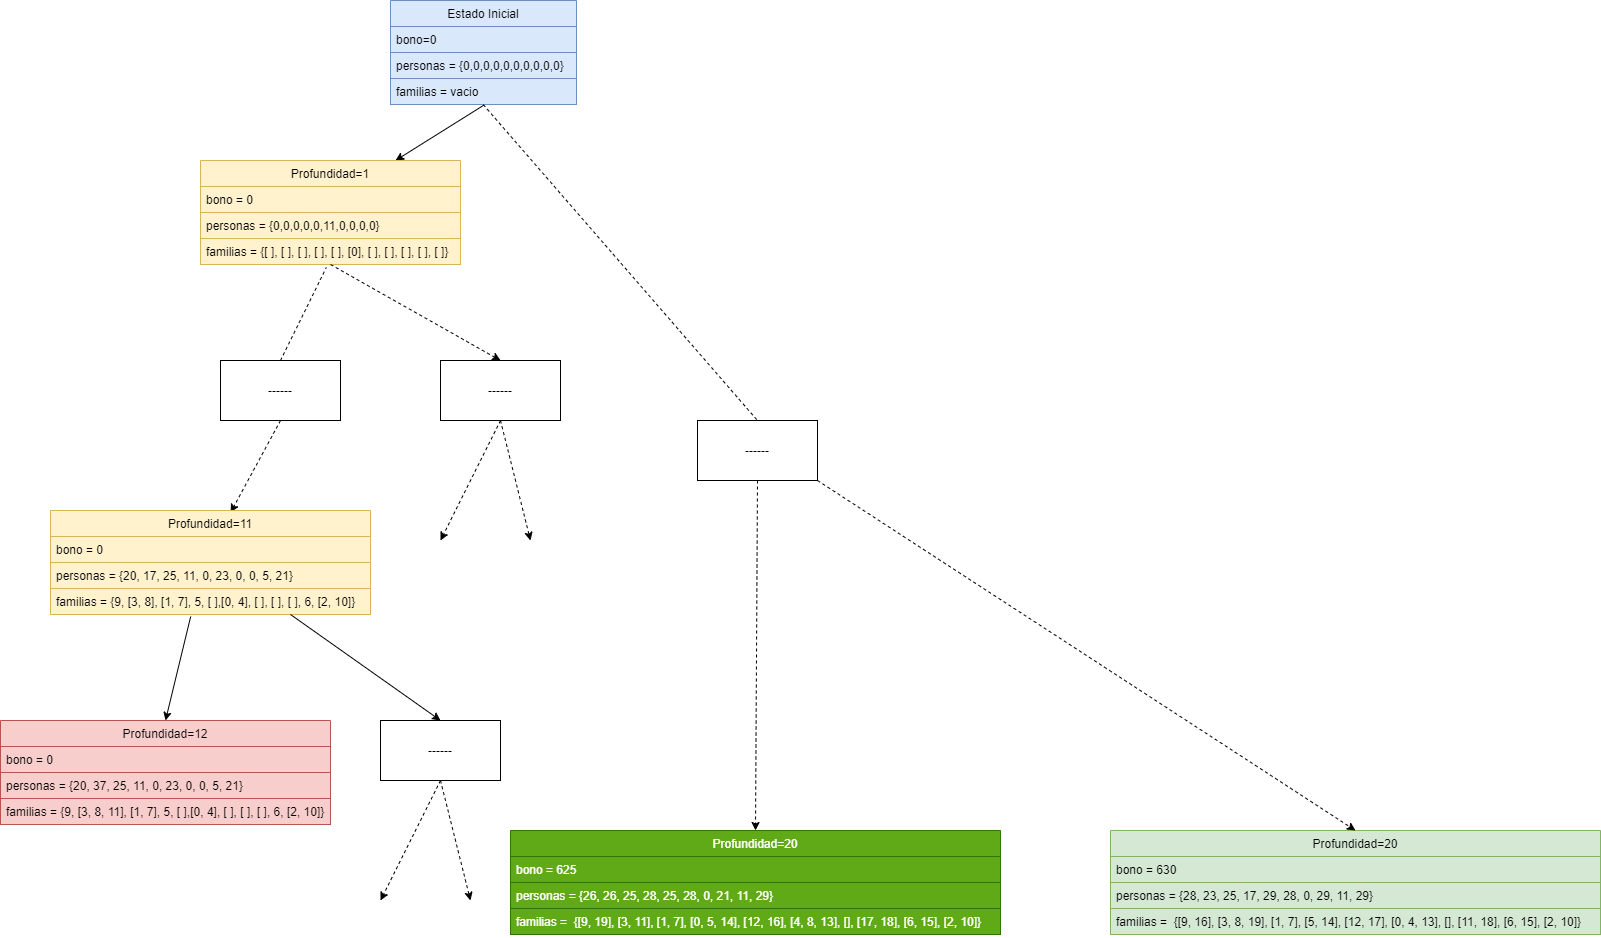 Estado Inicial
bono=0
personas = {0,0,0,0,0,0,0,0,0,0}
familias = vacio
Profundidad=1
bono = 0
personas = {0,0,0,0,0,11,0,0,0,0}
familias = {[ ], [ ], [ ], [ ], [ ], [0], [ ], [ ], [ ], [ ], [ ]}
------
------
------
Profundidad=11
bono = 0
personas = {20, 17, 25, 11, 0, 23, 0, 0, 5, 21}
familias = {9, [3, 8], [1, 7], 5, [ ],[0, 4], [ ], [ ], [ ], 6, [2, 10]}
Profundidad=12
bono = 0
personas = {20, 37, 25, 11, 0, 23, 0, 0, 5, 21}
familias = {9, [3, 8, 11], [1, 7], 5, [ ],[0, 4], [ ], [ ], [ ], 6, [2, 10]}
------
Profundidad=20
bono = 625
personas = {26, 26, 25, 28, 25, 28, 0, 21, 11, 29}
familias =  {[9, 19], [3, 11], [1, 7], [0, 5, 14], [12, 16], [4, 8, 13], [], [17, 18], [6, 15], [2, 10]}
Profundidad=20
bono = 630
personas = {28, 23, 25, 17, 29, 28, 0, 29, 11, 29}
familias =  {[9, 16], [3, 8, 19], [1, 7], [5, 14], [12, 17], [0, 4, 13], [], [11, 18], [6, 15], [2, 10]}